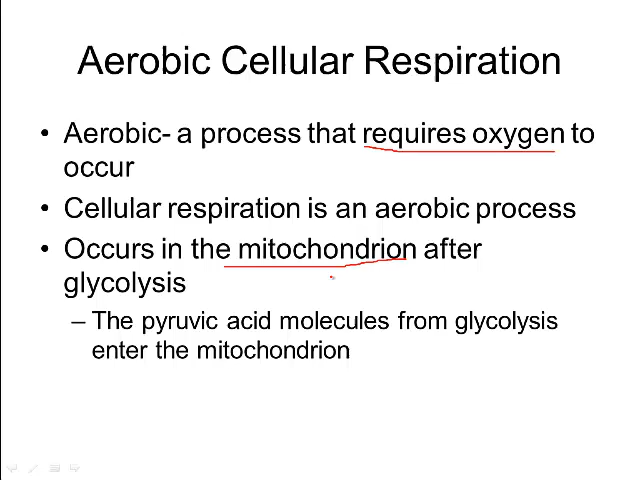 Aerobic Cellular Respiration
• Aerobic- a process that requires oxygen to
occur
• Cellular respiration is an aerobic process
• Occurs in the mitochondrion after
glycolysis
– The pyruvic acid molecules from glycolysis
enter the mitochondrion